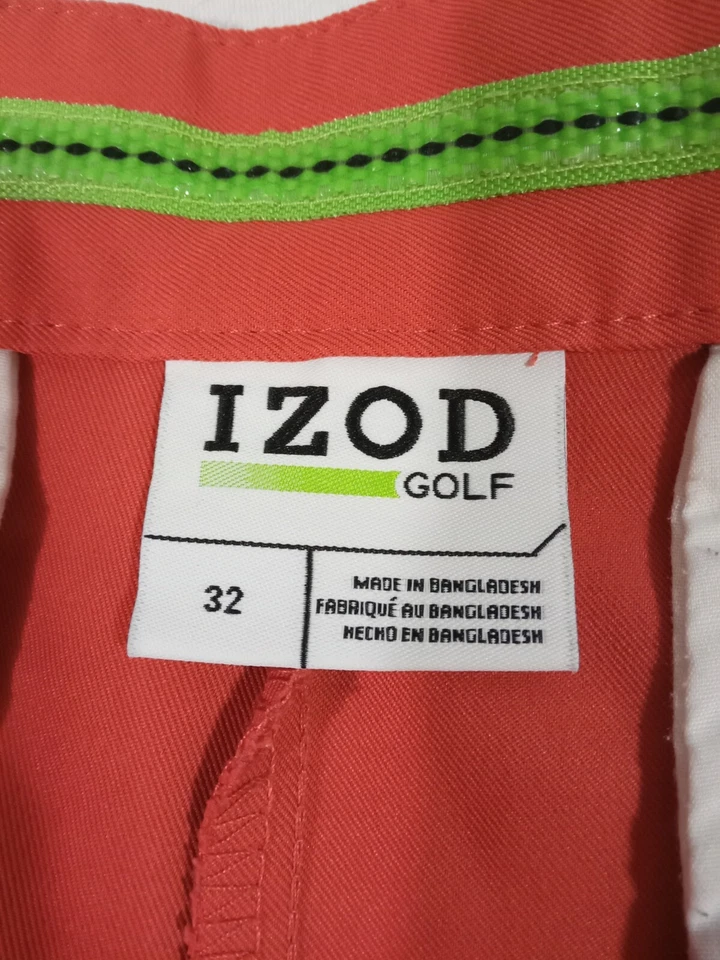 IZOD
GOLF
32
MADE IN BANGLADESH
FABRIQUÉ AU BANGLADESH
HECHO EN BANGLADESH